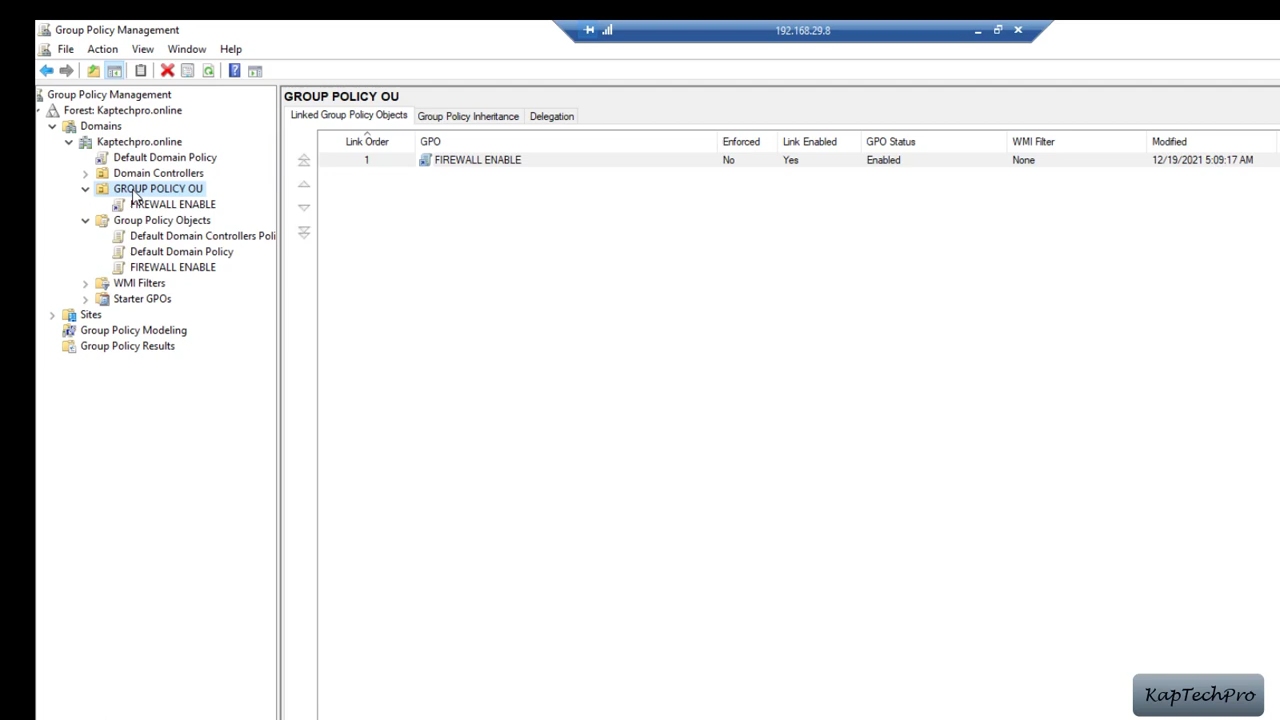 Group Policy Management
192.168.29.8
File Action View Window Help
Group Policy Management
Forest: Kaptechpro.online
Domains
Kaptechpro.online
Default Domain Policy
Domain Controllers
GROUP POLICY OU
FIREWALL ENABLE
Group Policy Objects
Default Domain Controllers Poli
Default Domain Policy
FIREWALL ENABLE
WMI Filters
Starter GPOs
Sites
Group Policy Modeling
Group Policy Results
GROUP POLICY OU
Linked Group Policy Objects Group Policy Inheritance Delegation
Link Order GPO Enforced Link Enabled GPO Status WMI Filter Modified
1 FIREWALL ENABLE No Yes Enabled None 12/19/2021 5:09:17 AM
KapTechPro